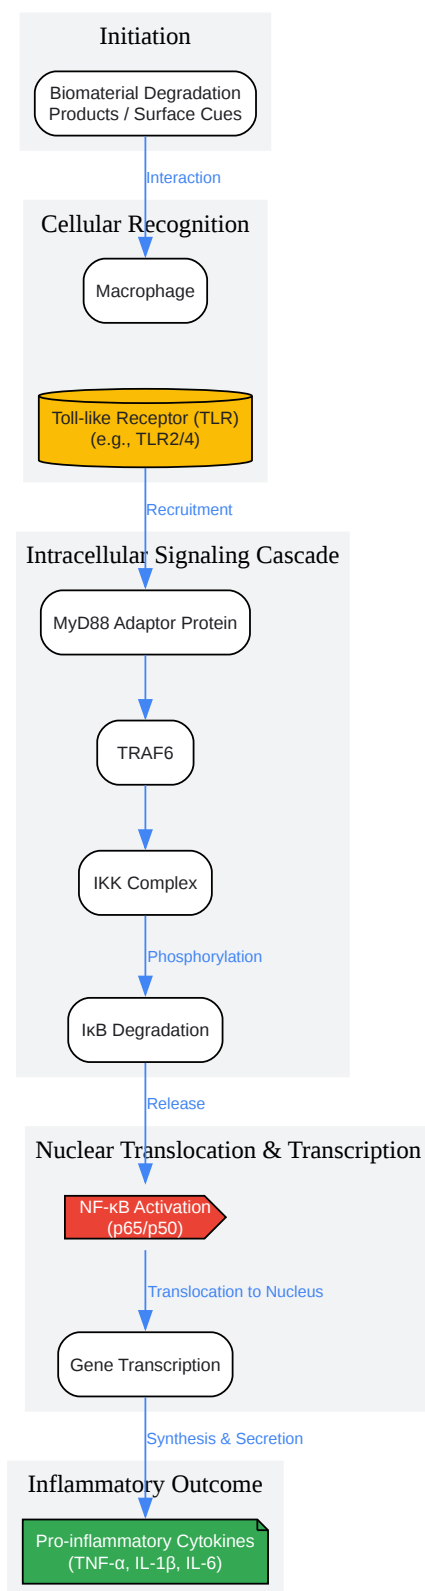 Initiation
Biomaterial Degradation
Products / Surface Cues
Interaction
Cellular Recognition
Macrophage
Toll-like Receptor (TLR)
(e.g., TLR2/4)
Recruitment
Intracellular Signaling Cascade
MyD88 Adaptor Protein
TRAF6
IKK Complex
Phosphorylation
IκB Degradation
Release
Nuclear Translocation & Transcription
NF-κB Activation
(p65/p50)
Translocation to Nucleus
Gene Transcription
Synthesis & Secretion
Inflammatory Outcome
Pro-inflammatory Cytokines
(TNF-α, IL-1β, IL-6)